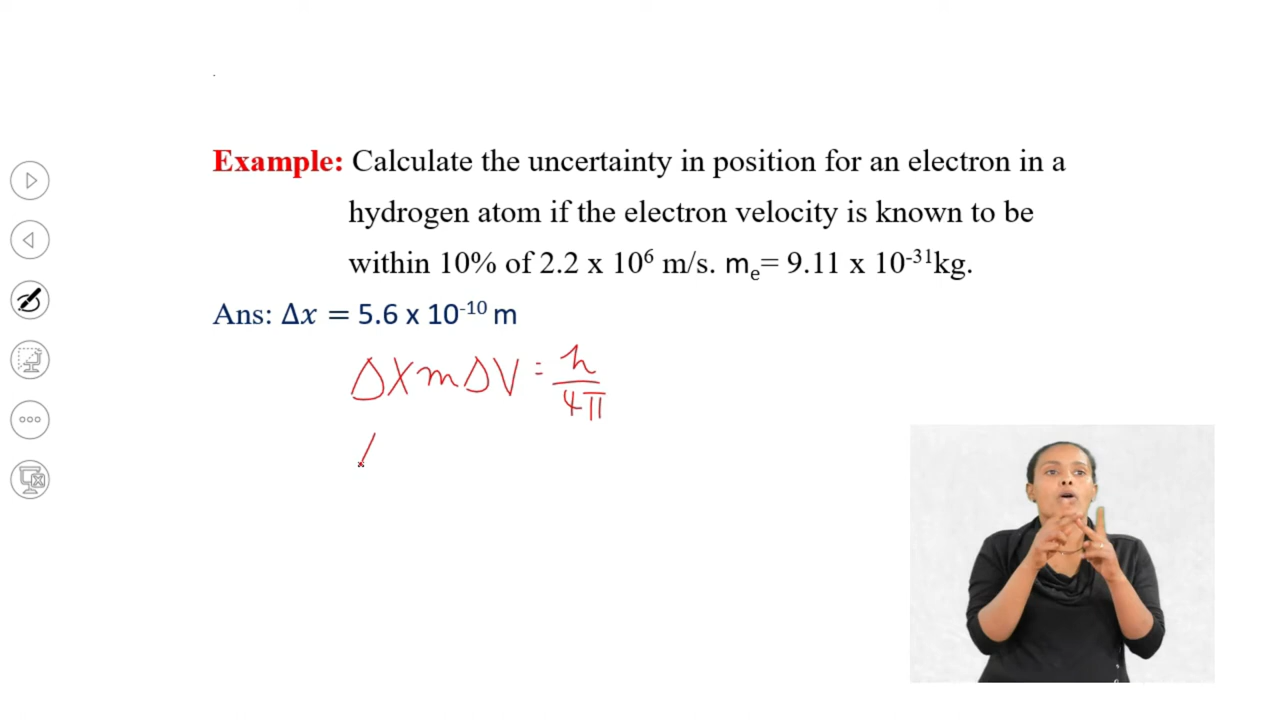 Example: Calculate the uncertainty in position for an electron in a
hydrogen atom if the electron velocity is known to be
within 10% of 2.2 x 10⁶ m/s. mₑ= 9.11 x 10⁻³¹kg.
Ans: Δx = 5.6 x 10⁻¹⁰ m
ΔXmΔV = h/4π